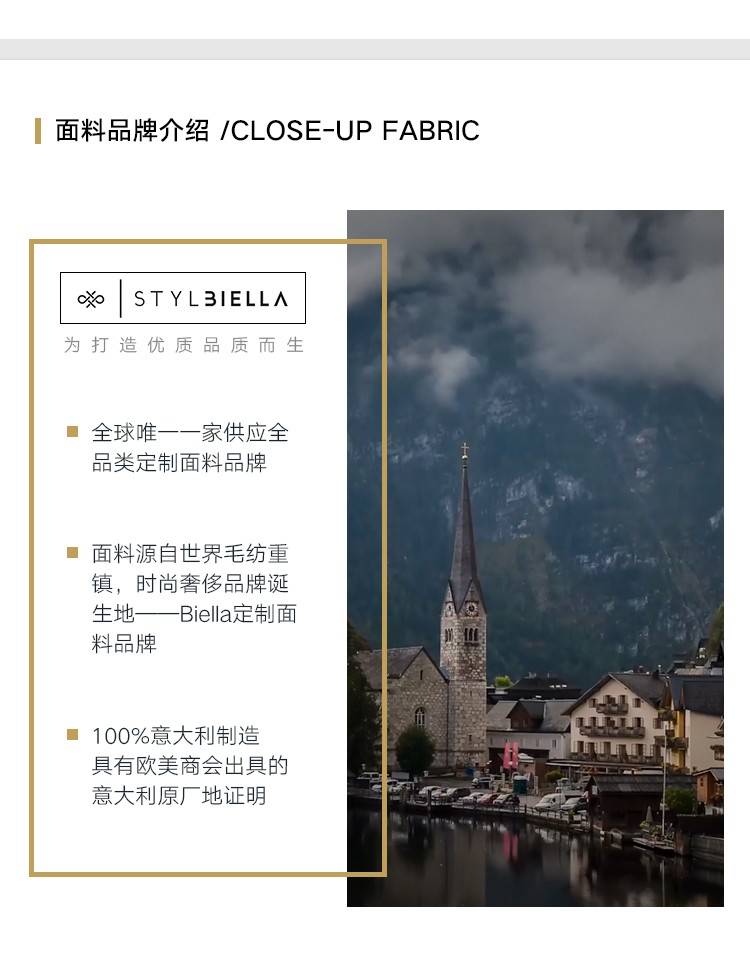 面料品牌介绍 /CLOSE-UP FABRIC
STYLBIELLA
为打造优质品质而生
全球唯一一家供应全
品类定制面料品牌
面料源自世界毛纺重
镇，时尚奢侈品牌诞
生地——Biella定制面
料品牌
100%意大利制造
具有欧美商会出具的
意大利原厂地证明